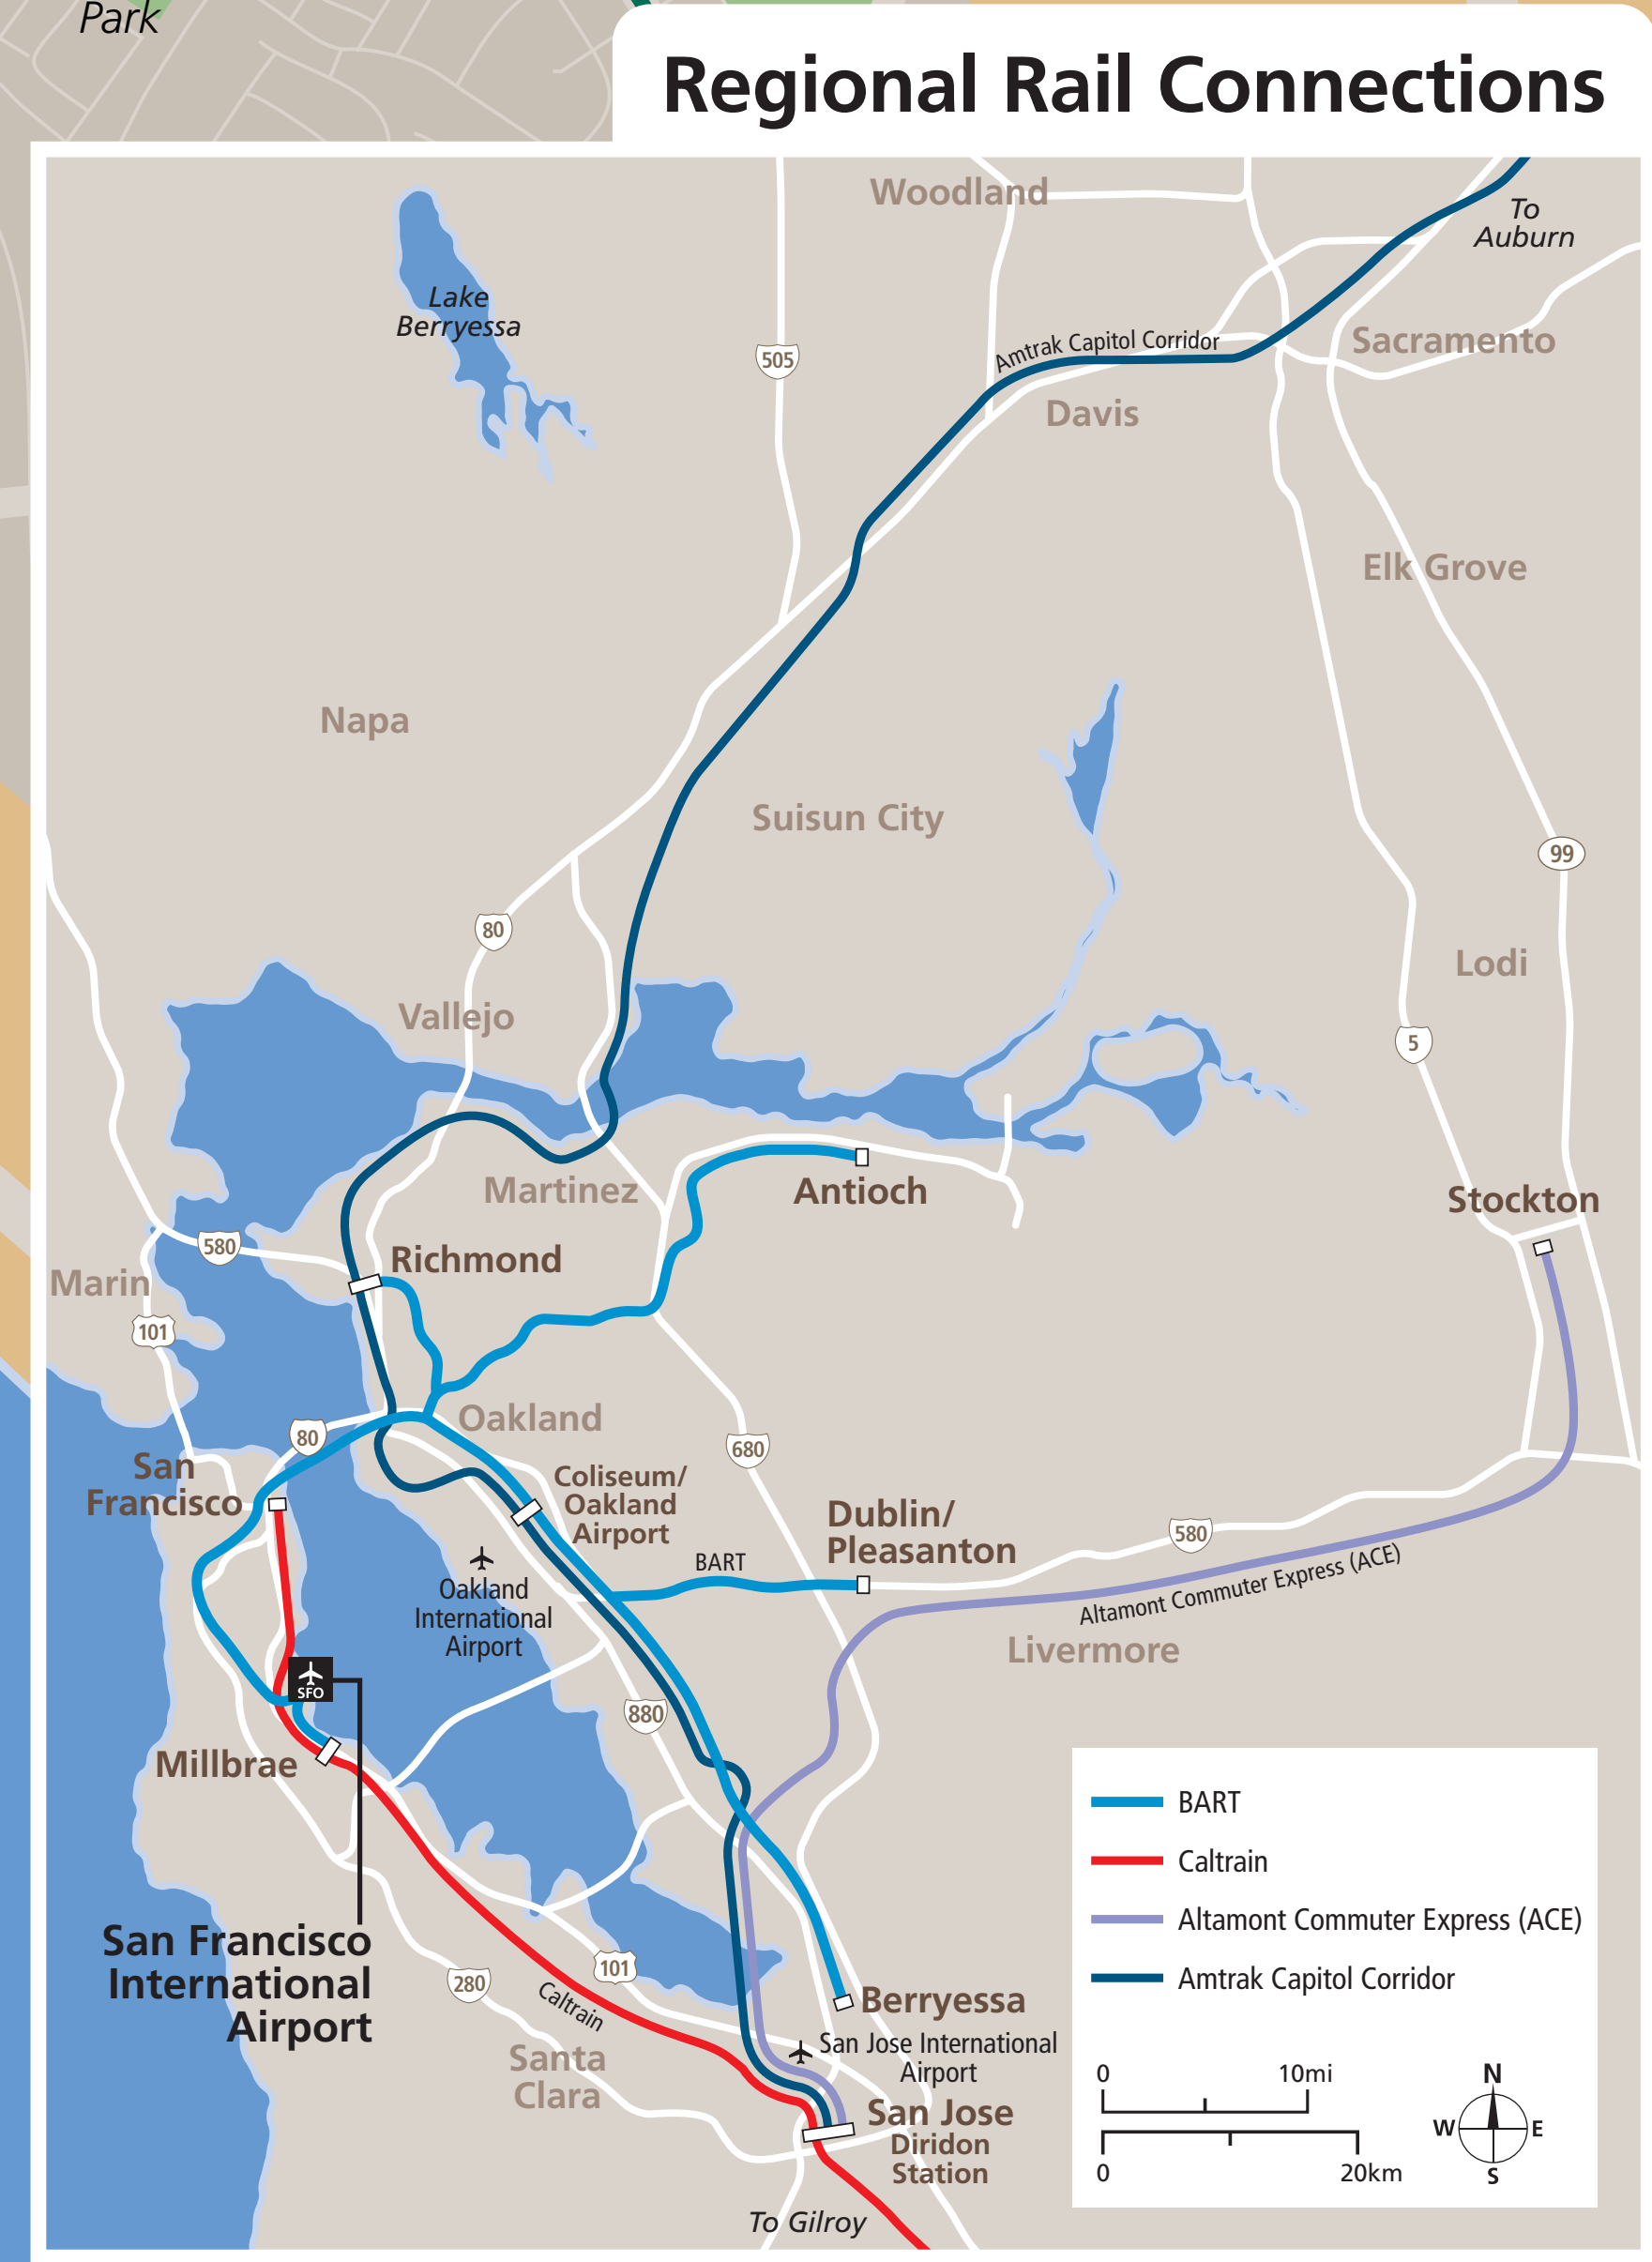 Park
Regional Rail Connections
Woodland
To
Auburn
Lake
Berryessa
505
Amtrak Capitol Corridor
Sacramento
Davis
Elk Grove
Napa
Suisun City
99
80
Lodi
Vallejo
5
Martinez
Antioch
Stockton
580
Richmond
Marin
101
Oakland
80
680
San
Francisco
Coliseum/
Oakland
Airport
Dublin/
Pleasanton
580
BART
Oakland
International
Airport
Altamont Commuter Express (ACE)
Livermore
SFO
880
Millbrae
BART
Caltrain
Altamont Commuter Express (ACE)
Amtrak Capitol Corridor
San Francisco
International
Airport
101
280
Caltrain
Berryessa
San Jose International
Airport
Santa
Clara
San Jose
Diridon
Station
To Gilroy
0
10mi
0
20km
N
W
E
S